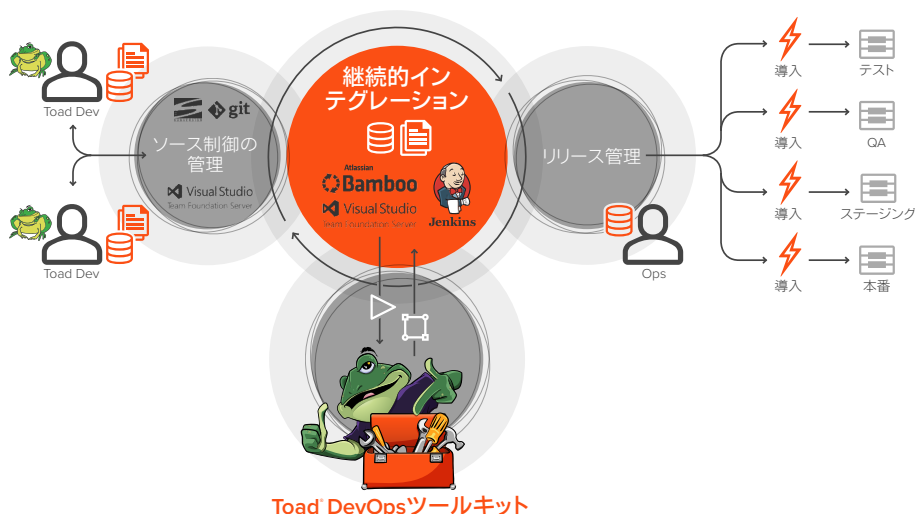 Toad Dev
Toad Dev
git
ソース制御の
管理
Visual Studio
Team Foundation Server
継続的イン
テグレーション
Atlassian
Bamboo
Visual Studio
Team Foundation Server
Jenkins
リリース管理
Ops
導入
テスト
導入
QA
導入
ステージング
導入
本番
Toad® DevOpsツールキット